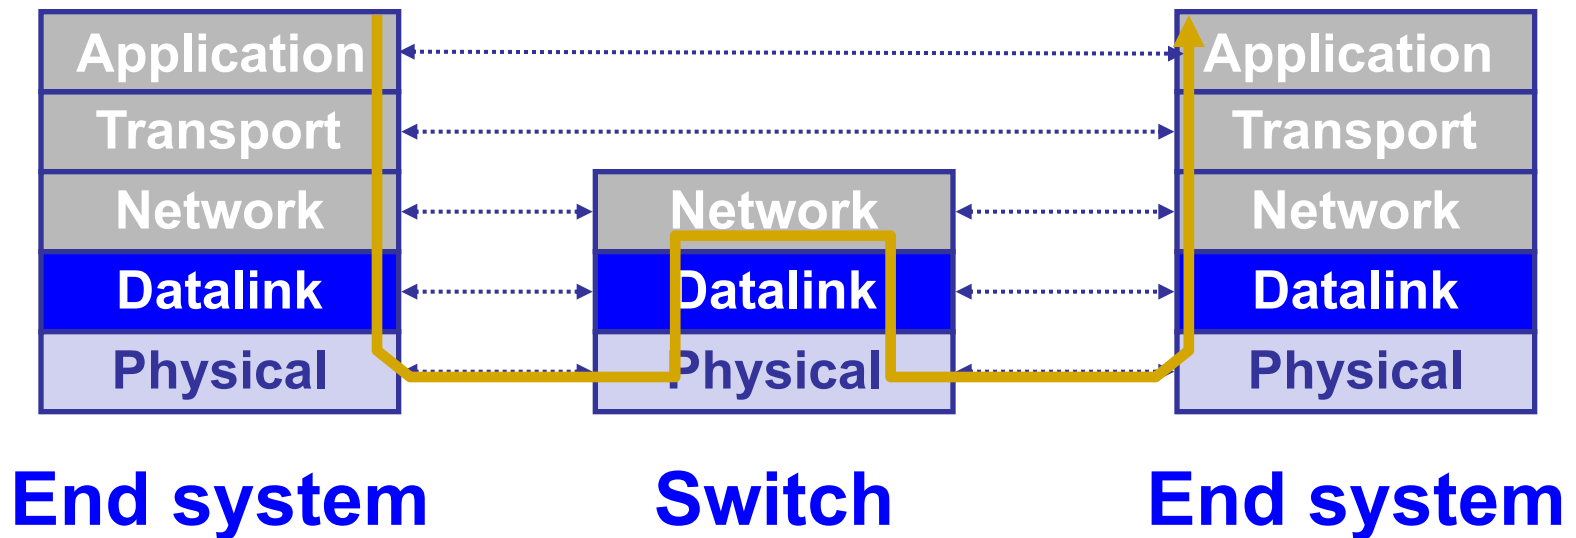 Application
Transport
Network
Datalink
Physical
End system
Network
Datalink
Physical
Switch
Application
Transport
Network
Datalink
Physical
End system